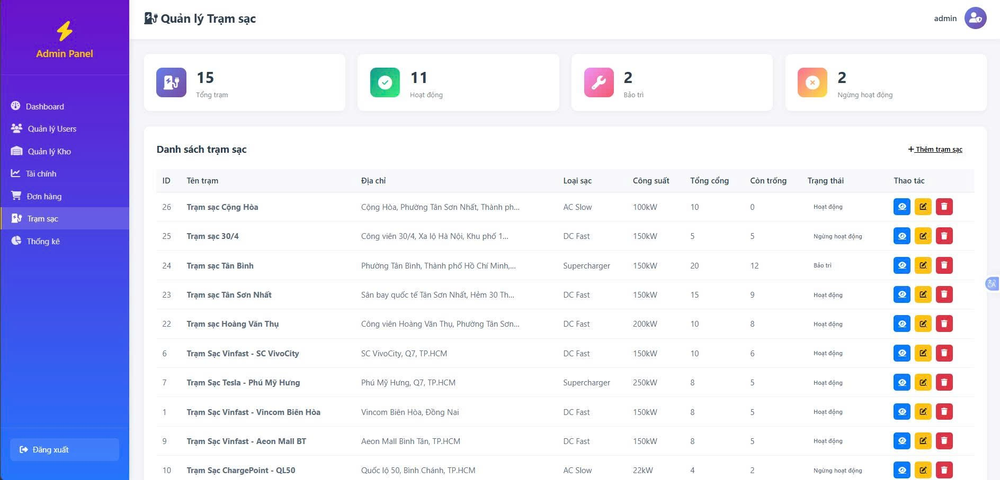 Quản lý Trạm sạc
admin
Admin Panel
Dashboard
Quản lý Users
Quản lý Kho
Tài chính
Đơn hàng
Trạm sạc
Thống kê
Đăng xuất
15
Tổng trạm
11
Hoạt động
2
Bảo trì
2
Ngừng hoạt động
Danh sách trạm sạc
+ Thêm trạm sạc
ID Tên trạm Địa chỉ Loại sạc Công suất Tổng cổng Còn trống Trạng thái Thao tác
26 Trạm sạc Cộng Hòa Cộng Hòa, Phường Tân Sơn Nhất, Thành ph... AC Slow 100kW 10 0 Hoạt động
25 Trạm sạc 30/4 Công viên 30/4, Xa lộ Hà Nội, Khu phố 1... DC Fast 150kW 5 5 Ngừng hoạt động
24 Trạm sạc Tân Bình Phường Tân Bình, Thành phố Hồ Chí Minh,... Supercharger 150kW 20 12 Bảo trì
23 Trạm sạc Tân Sơn Nhất Sân bay quốc tế Tân Sơn Nhất, Hẻm 30 Th... DC Fast 150kW 15 9 Hoạt động
22 Trạm sạc Hoàng Văn Thụ Công viên Hoàng Văn Thụ, Phường Tân Sơn... DC Fast 200kW 10 8 Hoạt động
6 Trạm Sạc Vinfast - SC VivoCity SC VivoCity, Q7, TP.HCM DC Fast 150kW 10 6 Hoạt động
7 Trạm Sạc Tesla - Phú Mỹ Hưng Phú Mỹ Hưng, Q7, TP.HCM Supercharger 250kW 8 5 Hoạt động
1 Trạm Sạc Vinfast - Vincom Biên Hòa Vincom Biên Hòa, Đồng Nai DC Fast 150kW 8 5 Hoạt động
9 Trạm Sạc Vinfast - Aeon Mall BT Aeon Mall Bình Tân, TP.HCM DC Fast 150kW 8 5 Hoạt động
10 Trạm Sạc ChargePoint - QL50 Quốc lộ 50, Bình Chánh, TP.HCM AC Slow 22kW 4 2 Ngừng hoạt động